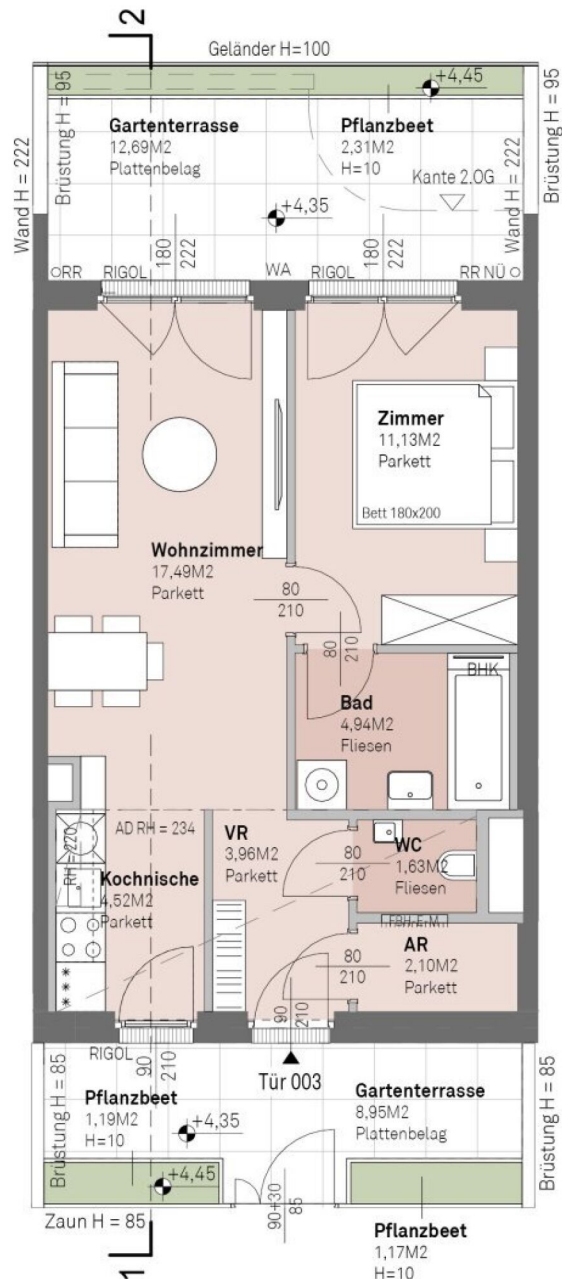 2
Geländer H=100
+4,45
Brüstung H = 95
Brüstung H = 95
Gartenterrasse
12,69M2
Plattenbelag
Pflanzbeet
2,31M2
H=10
Kante 2.OG
Wand H = 222
Wand H = 222
+4,35
180
222
180
222
RR
RIGOL
WA
RIGOL
RR NÜ
Zimmer
11,13M2
Parkett
Bett 180x200
Wohnzimmer
17,49M2
Parkett
80
210
80
210
BHK
Bad
4,94M2
Fliesen
AD RH = 234
RH = 220
VR
3,96M2
Parkett
80
210
WC
1,63M2
Fliesen
Kochnische
4,52M2
Parkett
FBH-E-M
AR
2,10M2
Parkett
80
210
90
210
RIGOL
90
210
Tür 003
Brüstung H = 85
Brüstung H = 85
Pflanzbeet
1,19M2
H=10
Gartenterrasse
8,95M2
Plattenbelag
+4,35
+4,45
90+30
85
Zaun H = 85
Pflanzbeet
1,17M2
H=10
1